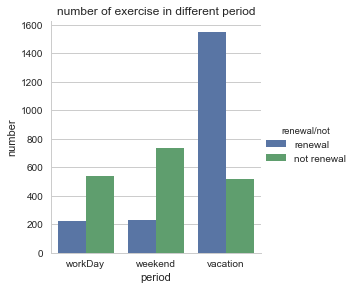 number of exercise in different period
1600
1400
1200
1000
800
600
400
200
0
number
workDay weekend vacation
period
renewal/not
renewal
not renewal